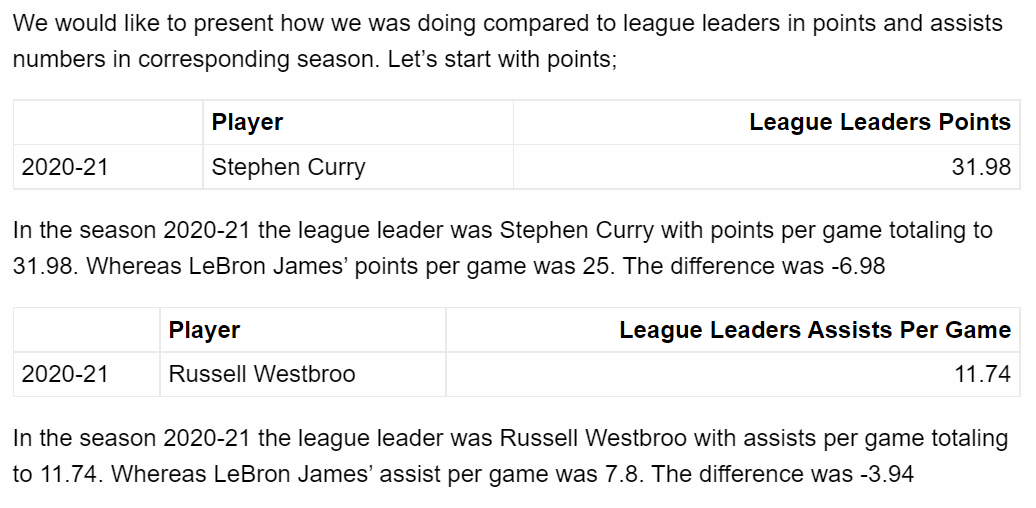 We would like to present how we was doing compared to league leaders in points and assists
numbers in corresponding season. Let’s start with points;
Player League Leaders Points
2020-21 Stephen Curry 31.98
In the season 2020-21 the league leader was Stephen Curry with points per game totaling to
31.98. Whereas LeBron James’ points per game was 25. The difference was -6.98
Player League Leaders Assists Per Game
2020-21 Russell Westbroo 11.74
In the season 2020-21 the league leader was Russell Westbroo with assists per game totaling
to 11.74. Whereas LeBron James’ assist per game was 7.8. The difference was -3.94